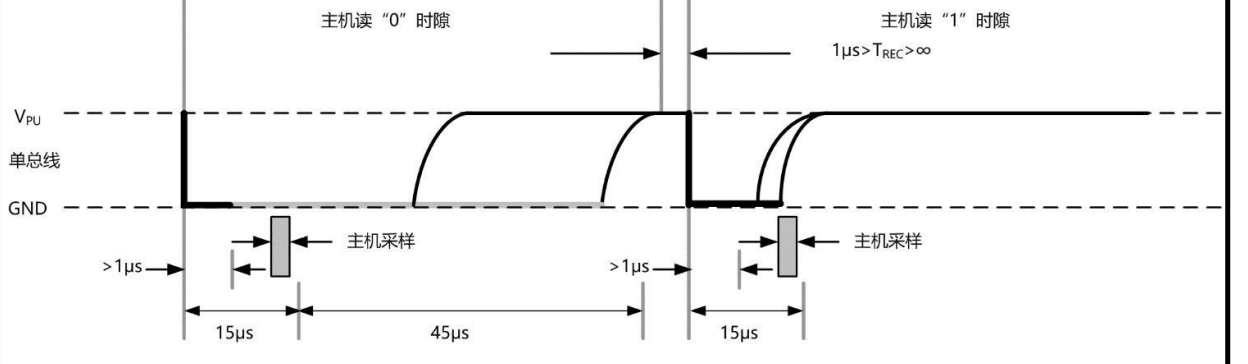 主机读“0”时隙
主机读“1”时隙
1μs>TREC>∞
VPU
单总线
GND
主机采样
主机采样
>1μs
>1μs
15μs
45μs
15μs